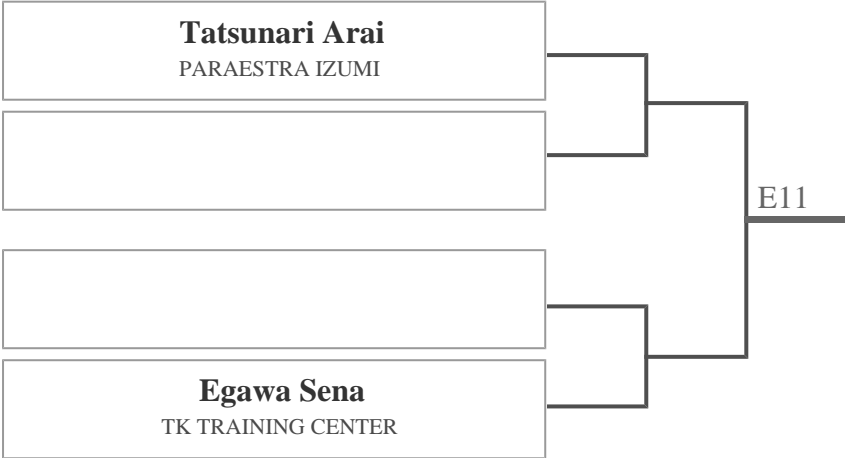 Tatsunari Arai
PARAESTRA IZUMI
E11
Egawa Sena
TK TRAINING CENTER